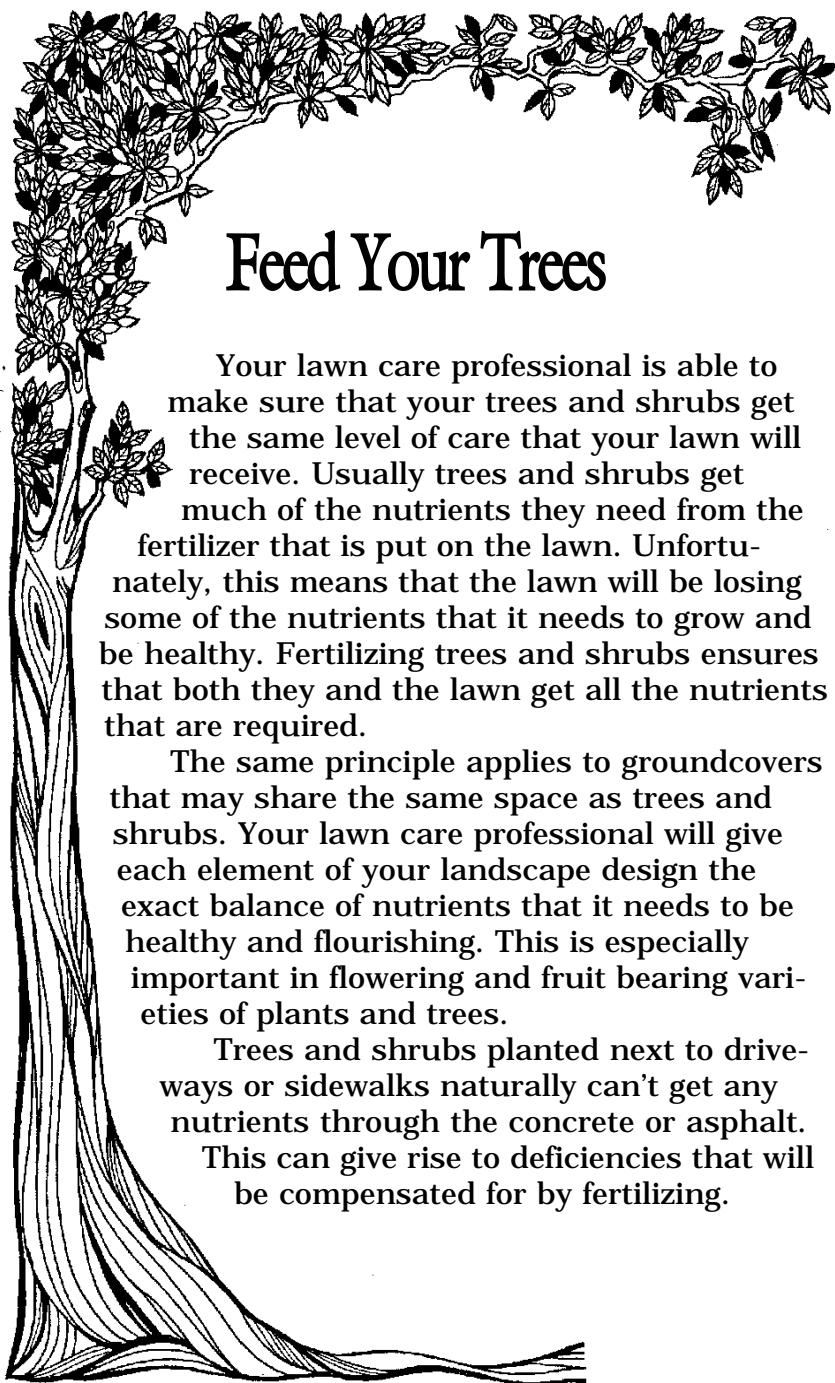 Feed Your Trees
Your lawn care professional is able to
make sure that your trees and shrubs get
the same level of care that your lawn will
receive. Usually trees and shrubs get
much of the nutrients they need from the
fertilizer that is put on the lawn. Unfortu-
nately, this means that the lawn will be losing
some of the nutrients that it needs to grow and
be healthy. Fertilizing trees and shrubs ensures
that both they and the lawn get all the nutrients
that are required.
The same principle applies to groundcovers
that may share the same space as trees and
shrubs. Your lawn care professional will give
each element of your landscape design the
exact balance of nutrients that it needs to be
healthy and flourishing. This is especially
important in flowering and fruit bearing vari-
eties of plants and trees.
Trees and shrubs planted next to drive-
ways or sidewalks naturally can't get any
nutrients through the concrete or asphalt.
This can give rise to deficiencies that will
be compensated for by fertilizing.